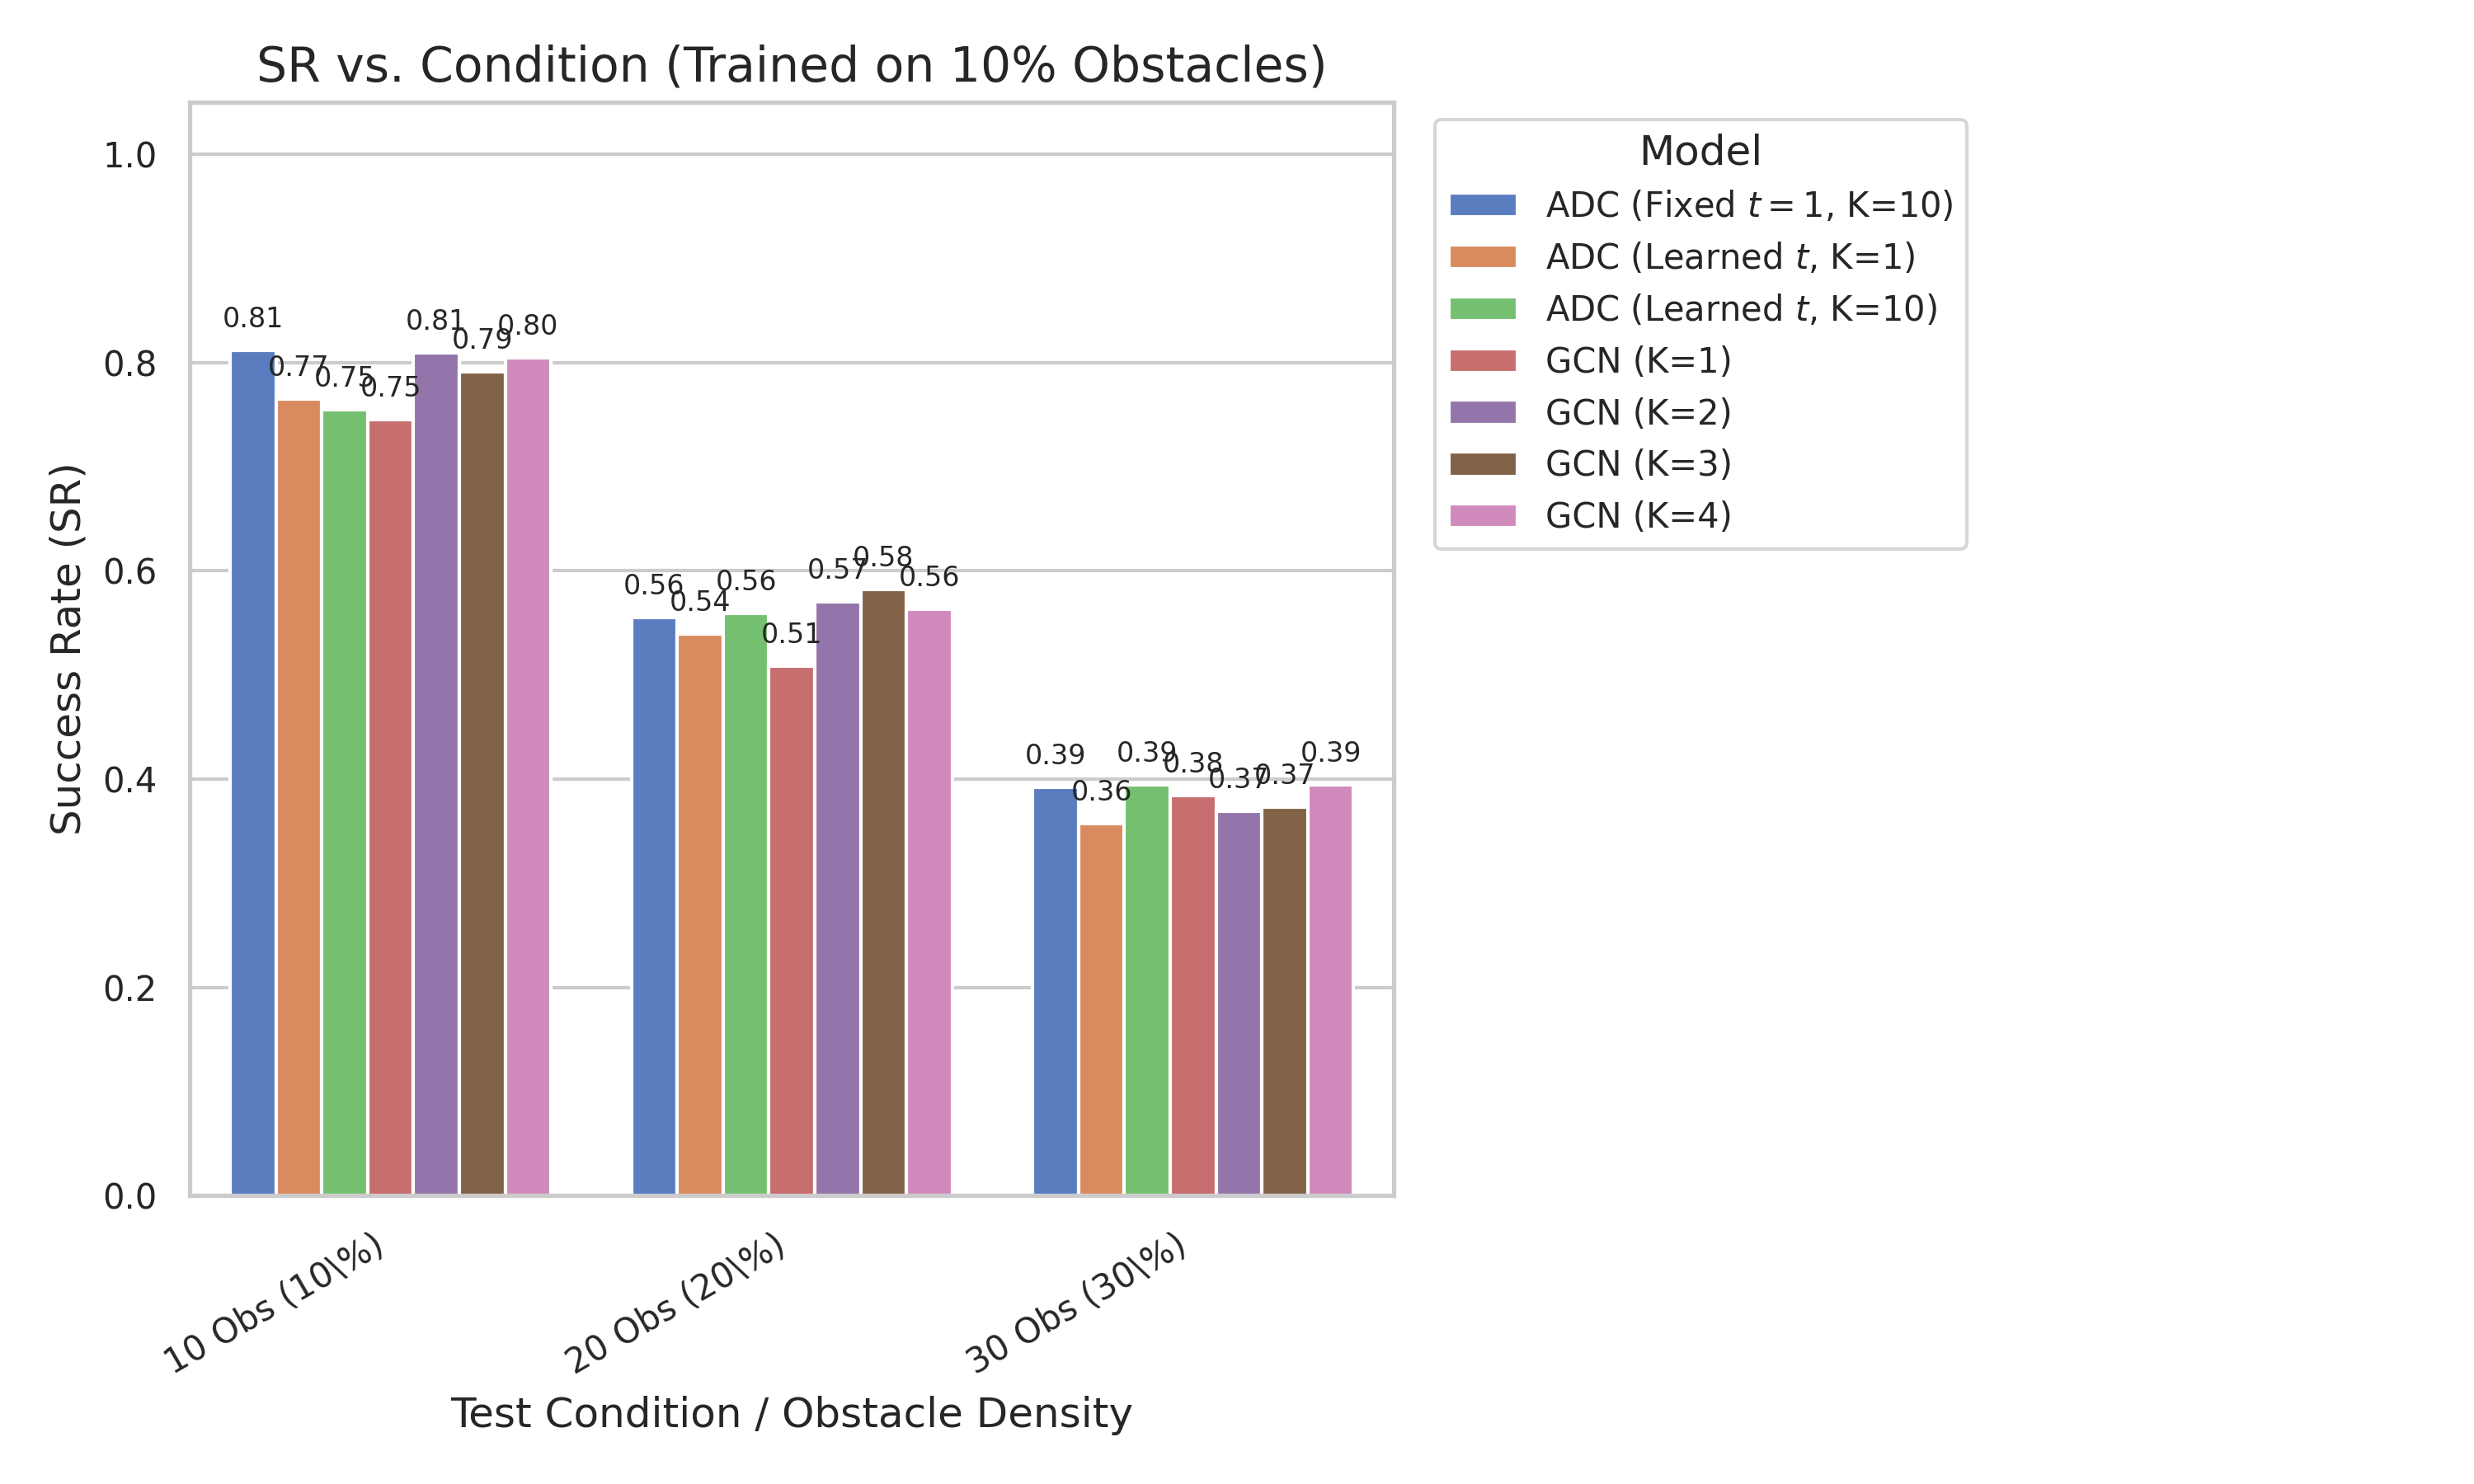 SR vs. Condition (Trained on 10% Obstacles)
Success Rate (SR)
1.0
0.8
0.6
0.4
0.2
0.0
0.81
0.77
0.75
0.75
0.81
0.79
0.80
0.56
0.54
0.56
0.51
0.57
0.58
0.56
0.39
0.36
0.39
0.38
0.37
0.37
0.39
10 Obs (10\%)
20 Obs (20\%)
30 Obs (30\%)
Test Condition / Obstacle Density
Model
ADC (Fixed t = 1, K=10)
ADC (Learned t, K=1)
ADC (Learned t, K=10)
GCN (K=1)
GCN (K=2)
GCN (K=3)
GCN (K=4)